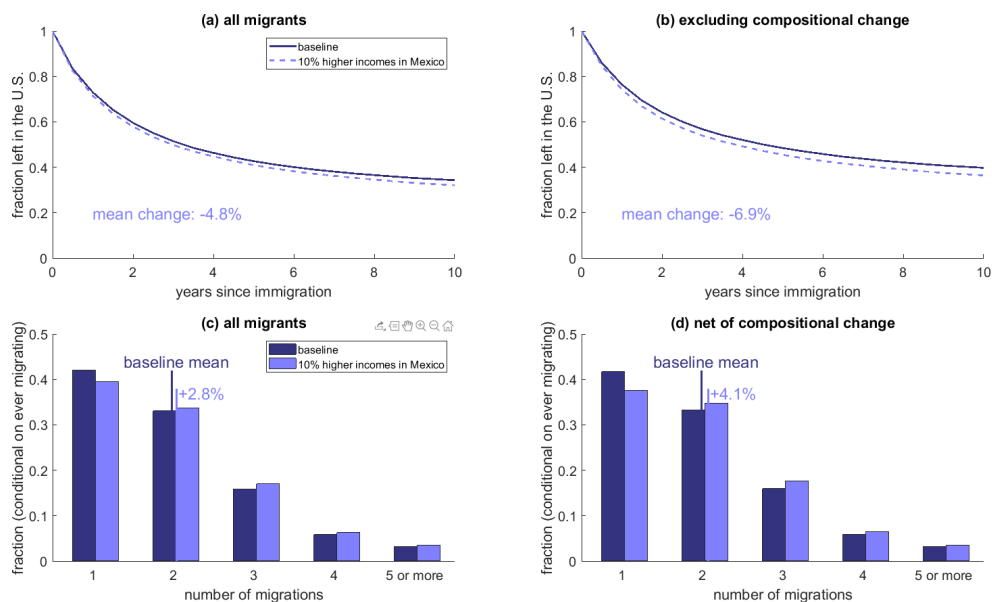 (a) all migrants
fraction left in the U.S.
1
0.8
0.6
0.4
0.2
0
baseline
10% higher incomes in Mexico
mean change: -4.8%
0 2 4 6 8 10
years since immigration
(b) excluding compositional change
fraction left in the U.S.
1
0.8
0.6
0.4
0.2
0
mean change: -6.9%
0 2 4 6 8 10
years since immigration
(c) all migrants
fraction (conditional on ever migrating)
0.5
0.4
0.3
0.2
0.1
0
baseline
10% higher incomes in Mexico
baseline mean
+2.8%
1 2 3 4 5 or more
number of migrations
(d) net of compositional change
fraction (conditional on ever migrating)
0.5
0.4
0.3
0.2
0.1
0
baseline mean
+4.1%
1 2 3 4 5 or more
number of migrations